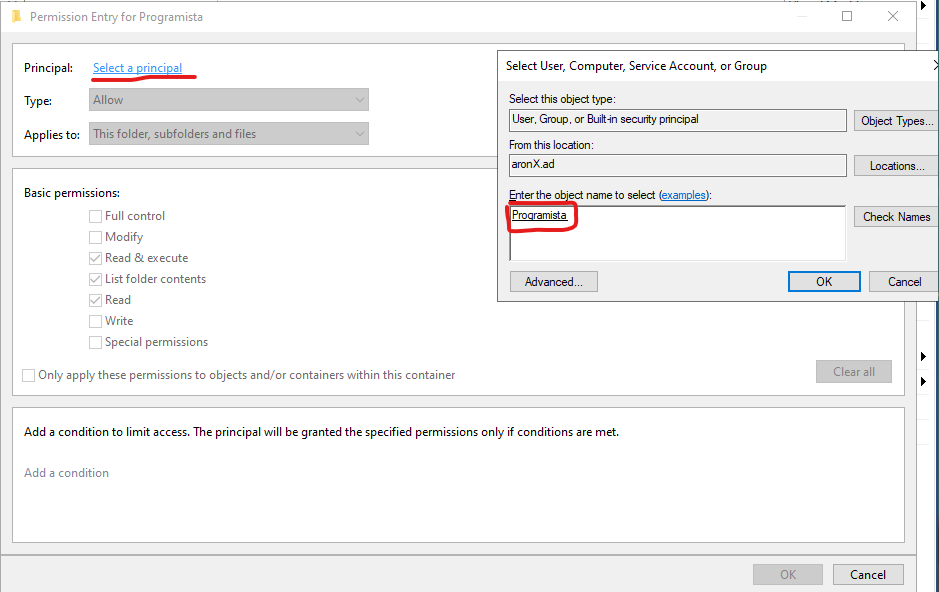 Permission Entry for Programista
Principal: Select a principal
Type: Allow
Applies to: This folder, subfolders and files
Basic permissions:
Full control
Modify
Read & execute
List folder contents
Read
Write
Special permissions
Only apply these permissions to objects and/or containers within this container
Clear all
Add a condition to limit access. The principal will be granted the specified permissions only if conditions are met.
Add a condition
OK Cancel
Select User, Computer, Service Account, or Group
Select this object type:
User, Group, or Built-in security principal Object Types...
From this location:
aronX.ad Locations...
Enter the object name to select (examples):
Programista Check Names
Advanced... OK Cancel